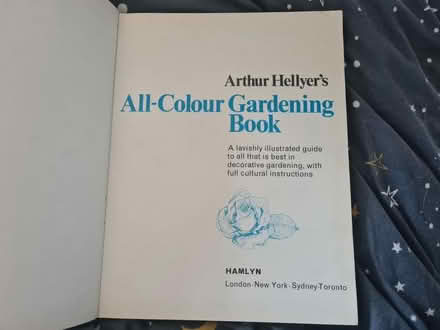 Arthur Hellyer's
All-Colour Gardening
Book
A lavishly illustrated guide
to all that is best in
decorative gardening, with
full cultural instructions
HAMLYN
London·New York·Sydney·Toronto